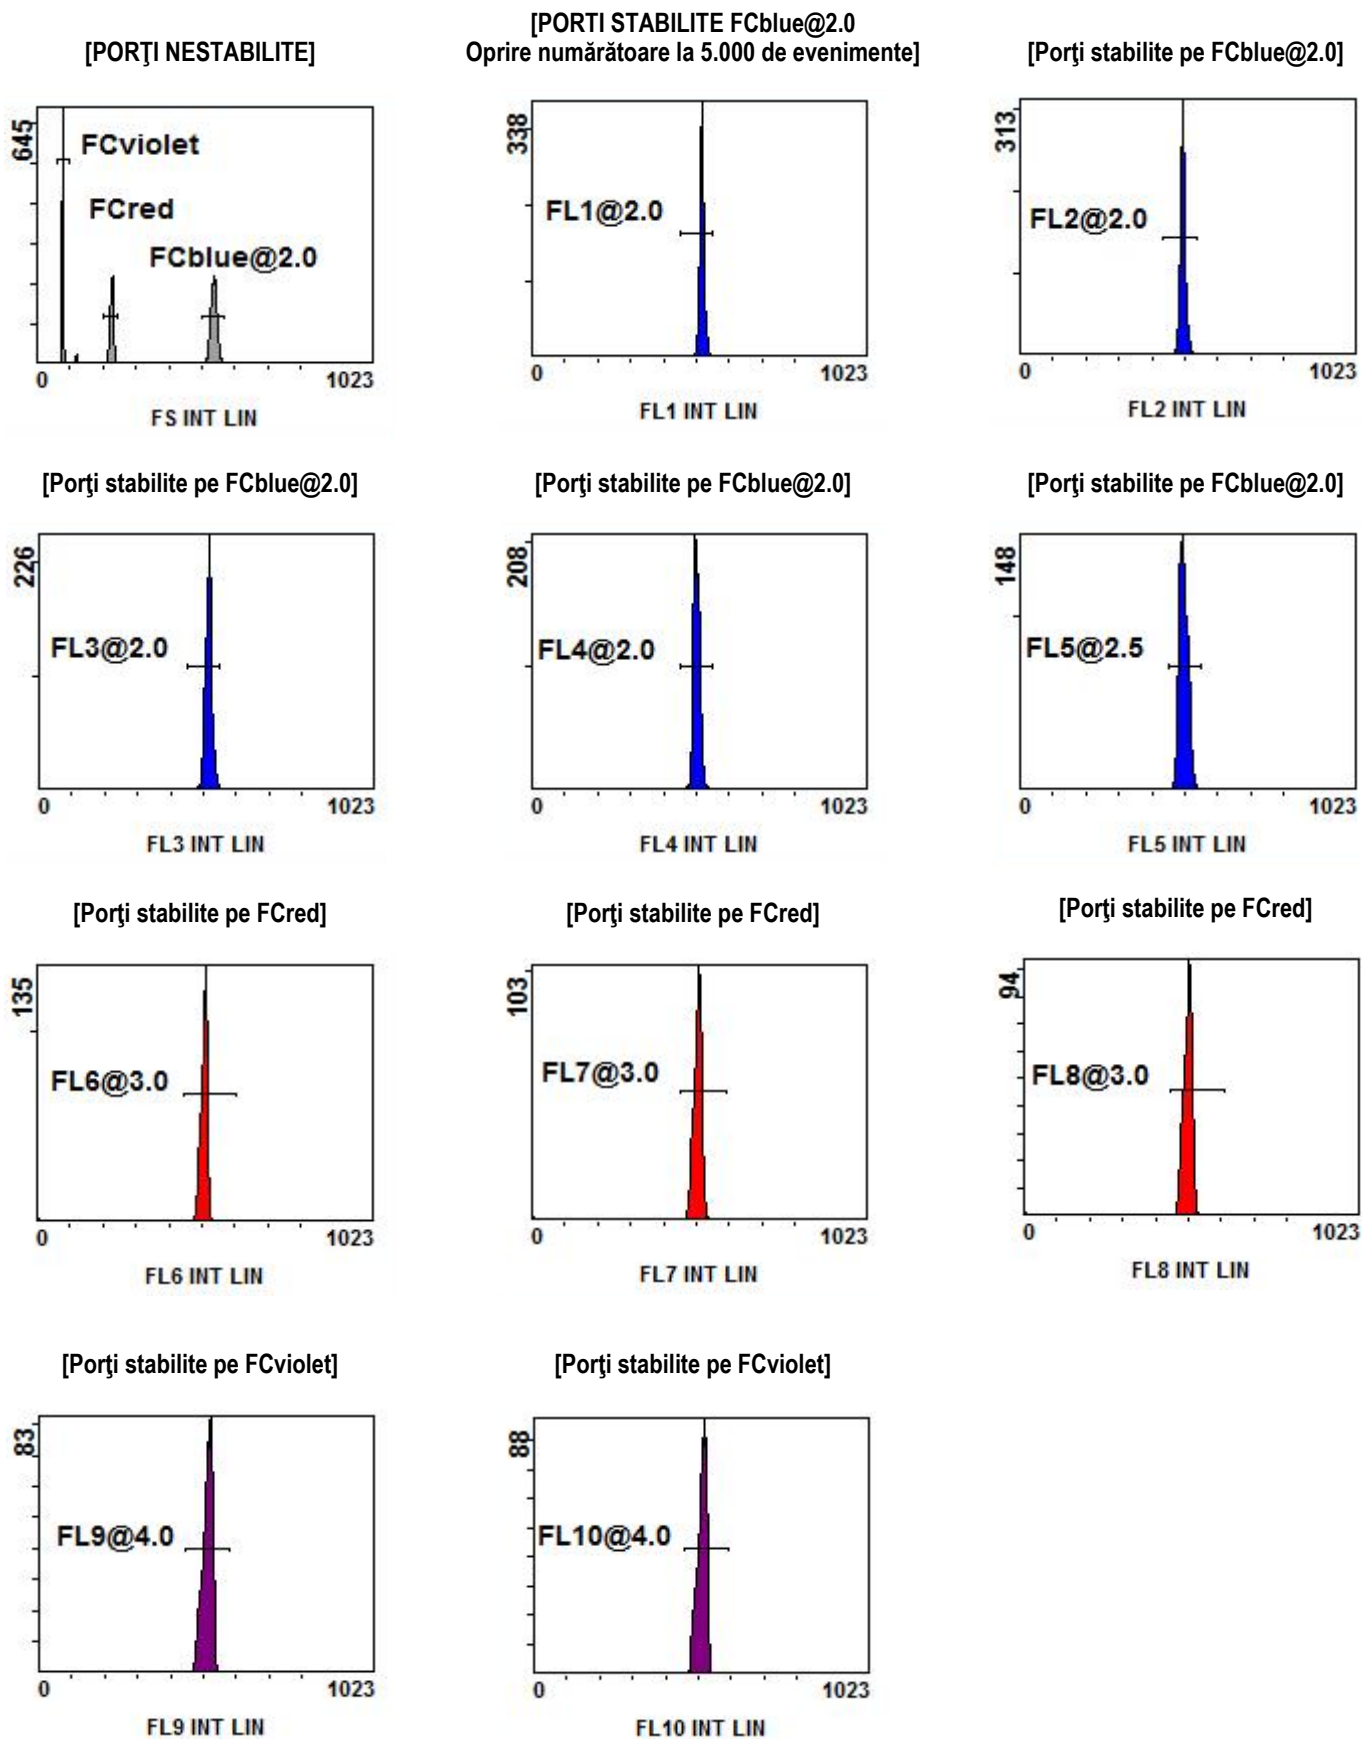 [PORŢI NESTABILITE]
645
FCviolet
FCred
FCblue@2.0
0 1023
FS INT LIN
[PORTI STABILITE FCblue@2.0
Oprire numărătoare la 5.000 de evenimente]
338
FL1@2.0
0 1023
FL1 INT LIN
[Porţi stabilite pe FCblue@2.0]
313
FL2@2.0
0 1023
FL2 INT LIN
[Porţi stabilite pe FCblue@2.0]
226
FL3@2.0
0 1023
FL3 INT LIN
[Porţi stabilite pe FCblue@2.0]
208
FL4@2.0
0 1023
FL4 INT LIN
[Porţi stabilite pe FCblue@2.0]
148
FL5@2.5
0 1023
FL5 INT LIN
[Porţi stabilite pe FCred]
135
FL6@3.0
0 1023
FL6 INT LIN
[Porţi stabilite pe FCred]
103
FL7@3.0
0 1023
FL7 INT LIN
[Porţi stabilite pe FCred]
94
FL8@3.0
0 1023
FL8 INT LIN
[Porţi stabilite pe FCviolet]
83
FL9@4.0
0 1023
FL9 INT LIN
[Porţi stabilite pe FCviolet]
88
FL10@4.0
0 1023
FL10 INT LIN